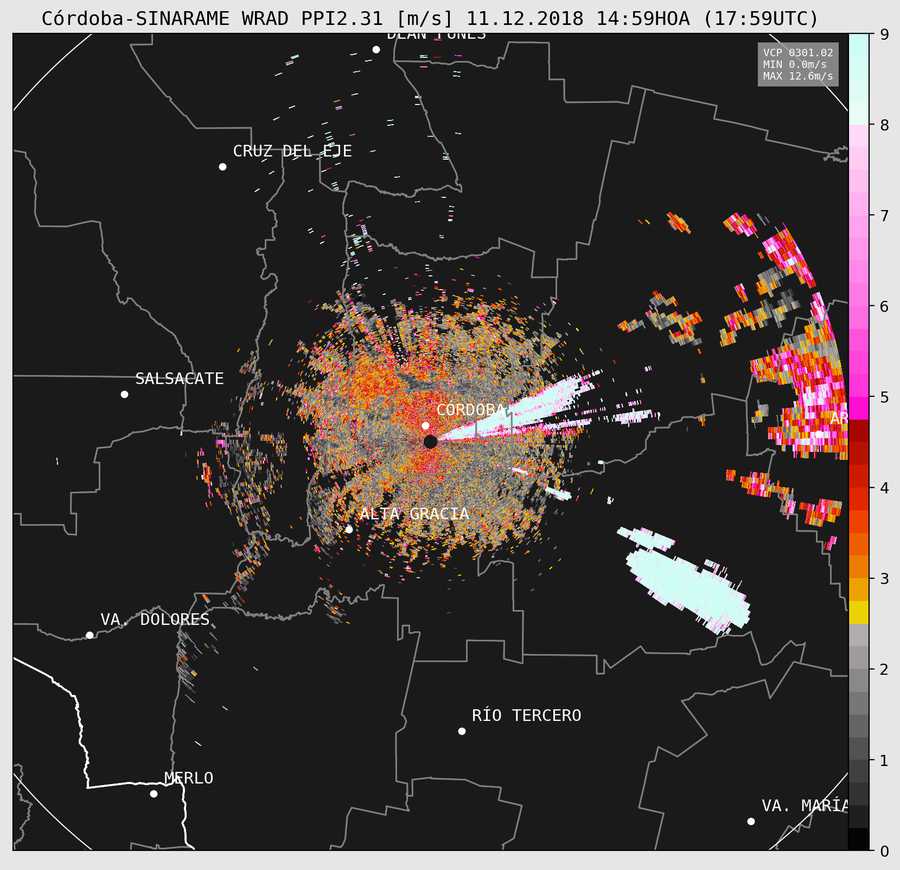 Córdoba-SINARAME WRAD PPI2.31 [m/s] 11.12.2018 14:59HOA (17:59UTC)
DEAN FUNES
VCP 0301.02
MIN 0.0m/s
MAX 12.6m/s
CRUZ DEL EJE
SALSACATE
CÓRDOBA
AR
ALTA GRACIA
VA. DOLORES
RÍO TERCERO
MERLO
VA. MARÍA
9
8
7
6
5
4
3
2
1
0